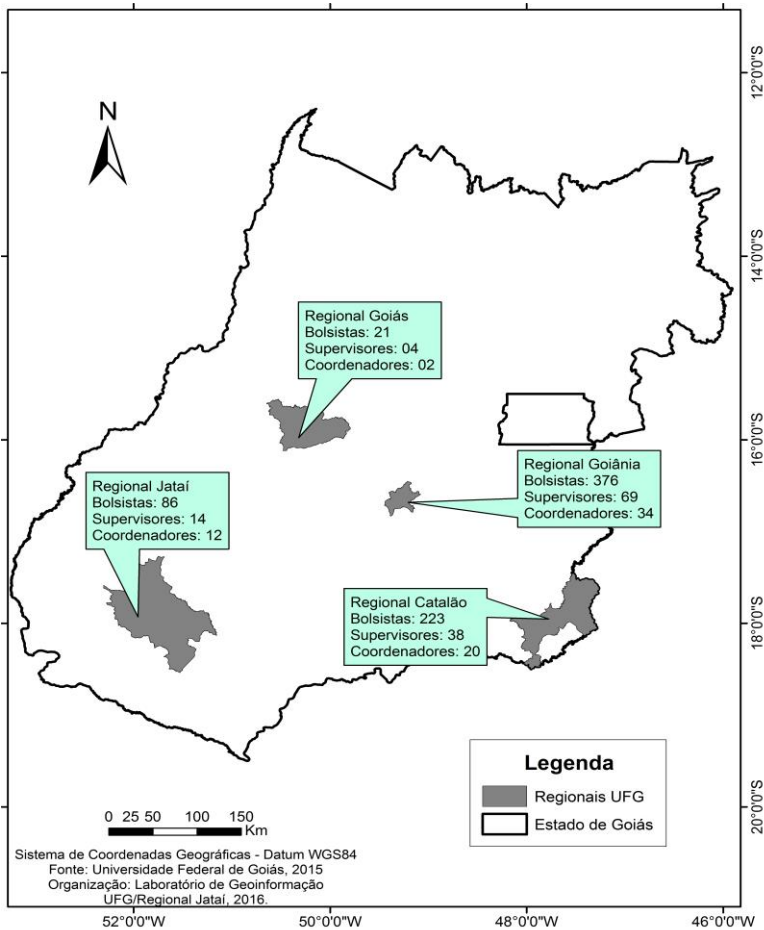 52°0'0"W
50°0'0"W
48°0'0"W
46°0'0"W
12°0'0"S
14°0'0"S
16°0'0"S
18°0'0"S
20°0'0"S
N
Regional Goiás
Bolsistas: 21
Supervisores: 04
Coordenadores: 02
Regional Goiânia
Bolsistas: 376
Supervisores: 69
Coordenadores: 34
Regional Jataí
Bolsistas: 86
Supervisores: 14
Coordenadores: 12
Regional Catalão
Bolsistas: 223
Supervisores: 38
Coordenadores: 20
Legenda
Regionais UFG
Estado de Goiás
0 25 50 100 150
Km
Sistema de Coordenadas Geográficas - Datum WGS84
Fonte: Universidade Federal de Goiás, 2015
Organização: Laboratório de Geoinformação
UFG/Regional Jataí, 2016.